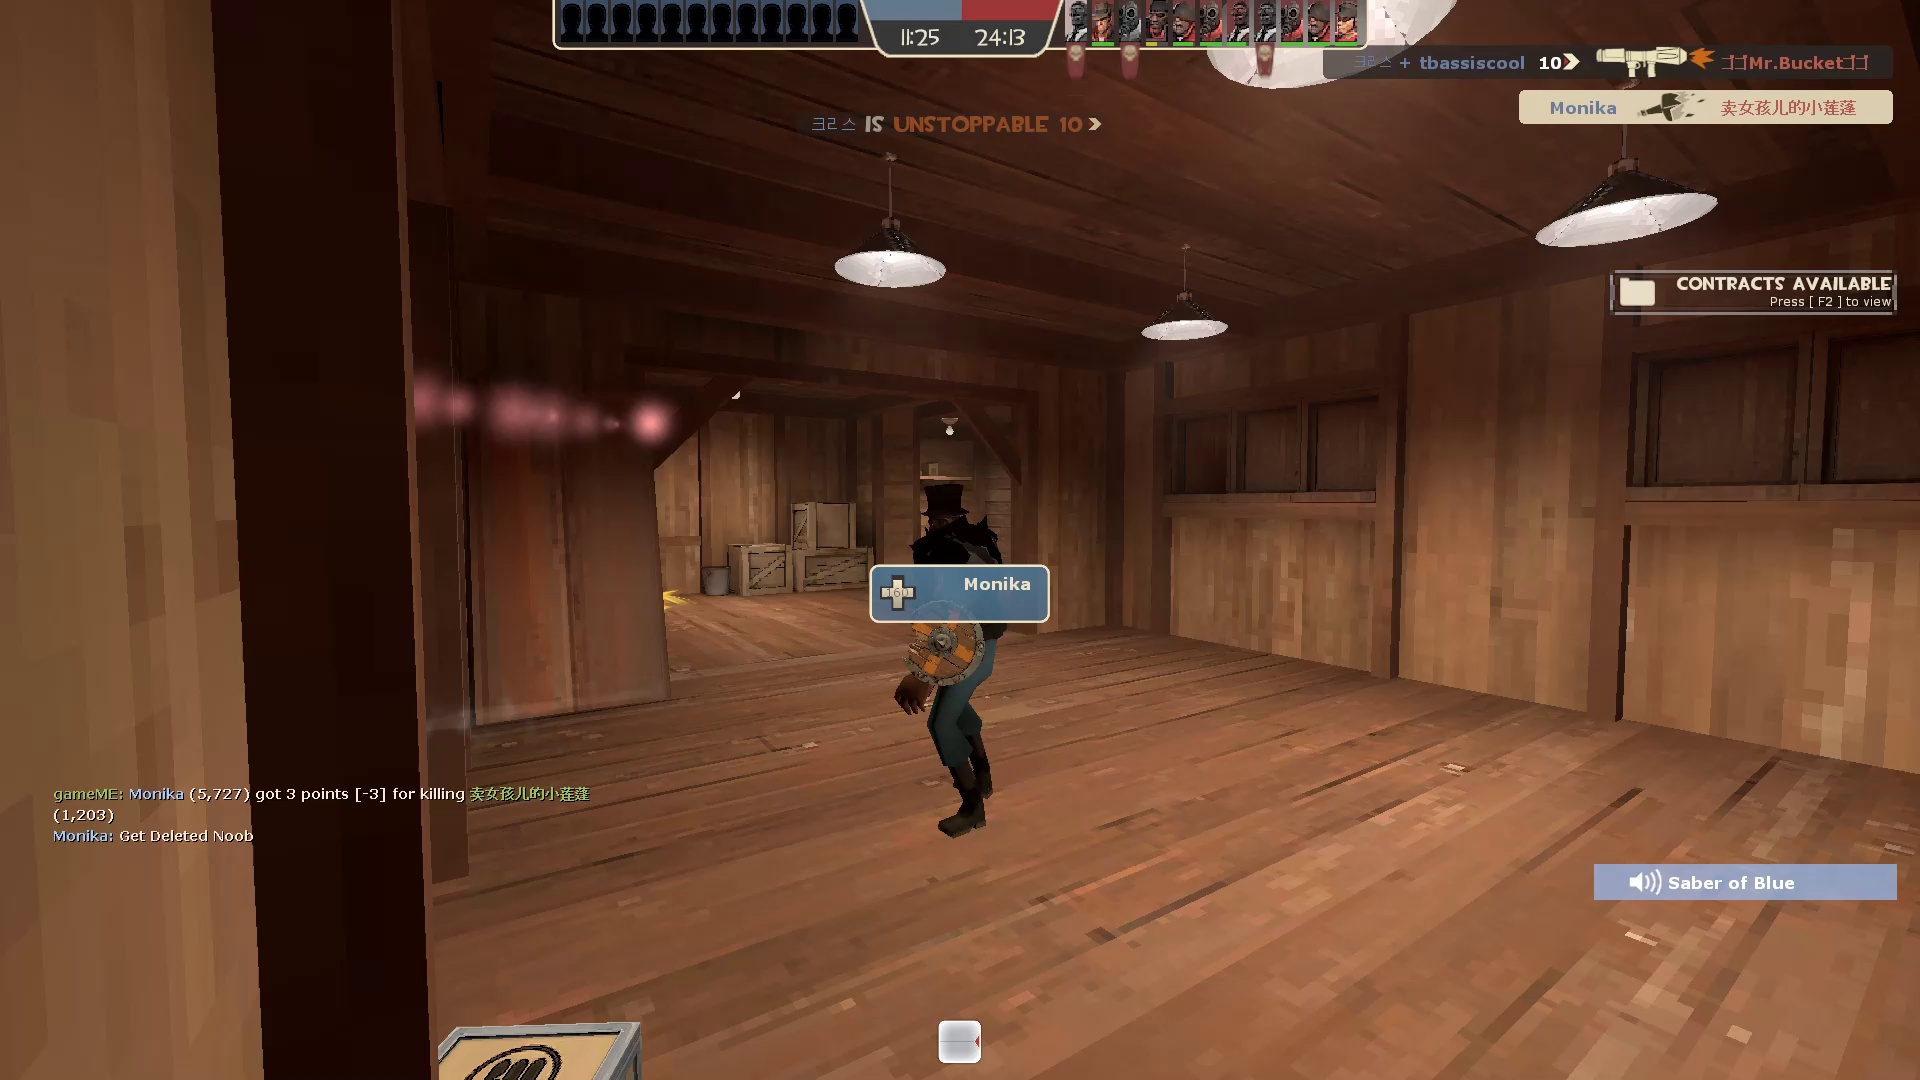 11:25 24:13
크리스 + tbassiscool 10 Mr.Bucket
Monika 卖女孩儿的小莲蓬
크리스 IS UNSTOPPABLE 10
CONTRACTS AVAILABLE
Press [ F2 ] to view
160 Monika
gameME: Monika (5,727) got 3 points [-3] for killing 卖女孩儿的小莲蓬
(1,203)
Monika: Get Deleted Noob
Saber of Blue